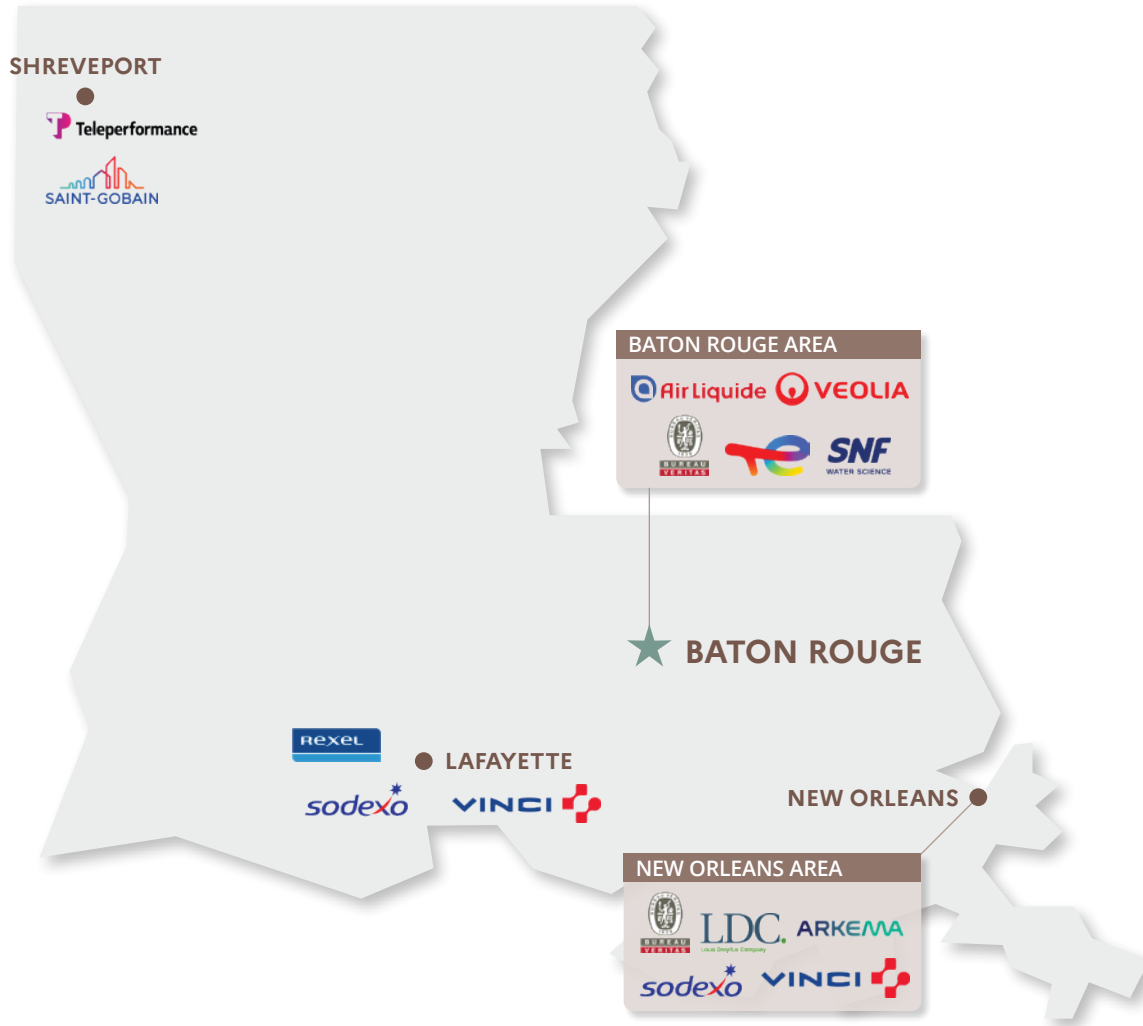 SHREVEPORT
Teleperformance
SAINT-GOBAIN
BATON ROUGE AREA
Air Liquide VEOLIA
BUREAU
VERITAS
SNF
WATER SCIENCE
BATON ROUGE
REXEL
LAFAYETTE
sodexo VINCI
NEW ORLEANS
NEW ORLEANS AREA
BUREAU
VERITAS
LDC.
Louis Dreyfus Company
ARKEMA
sodexo VINCI